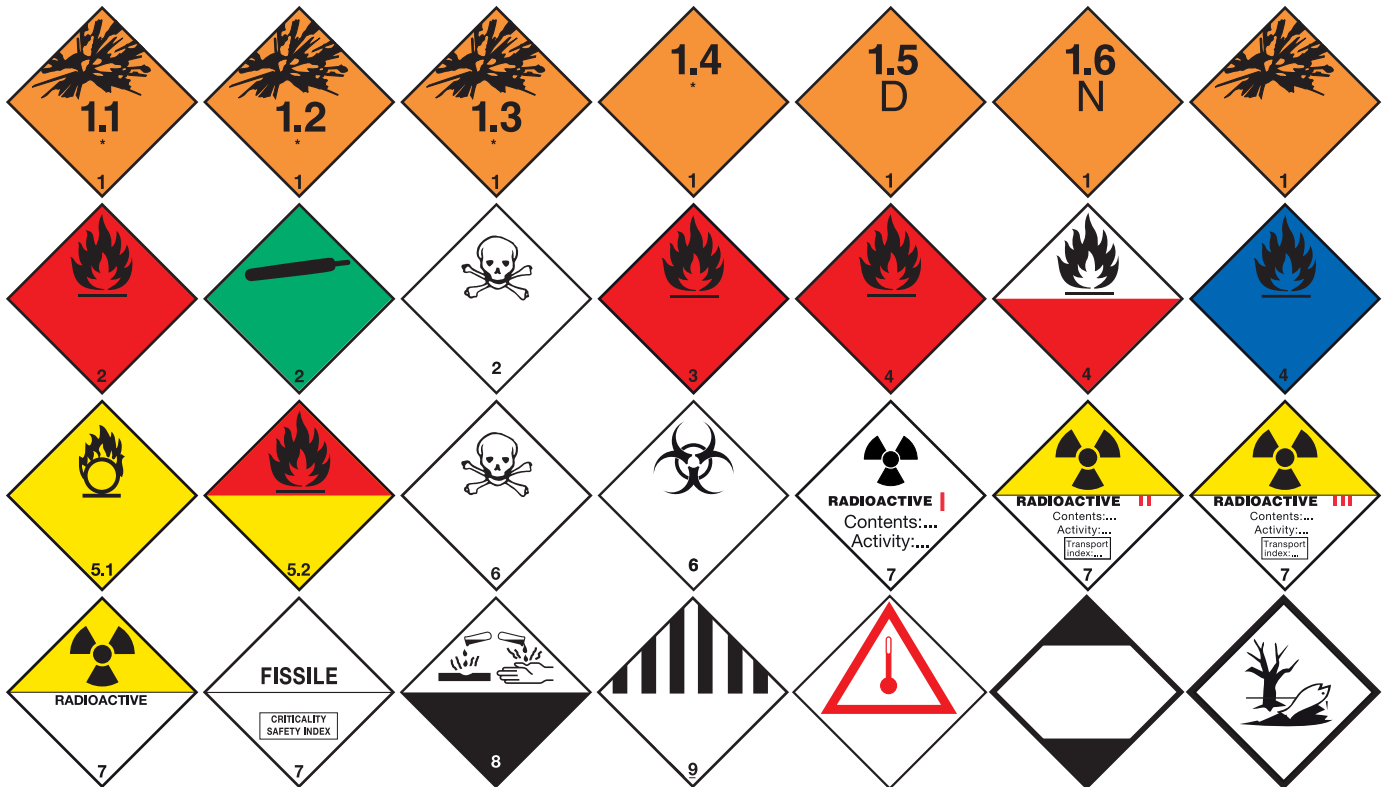 1.1
*
1
1.2
*
1
1.3
*
1
1.4
*
1
1.5
D
1
1.6
N
1
1
2
2
2
3
4
4
4
5.1
5.2
6
6
RADIOACTIVE I
Contents:...
Activity:...
7
RADIOACTIVE II
Contents:...
Activity:...
Transport
index:...
7
RADIOACTIVE III
Contents:...
Activity:...
Transport
index:...
7
RADIOACTIVE
7
FISSILE
CRITICALITY
SAFETY INDEX
7
8
9